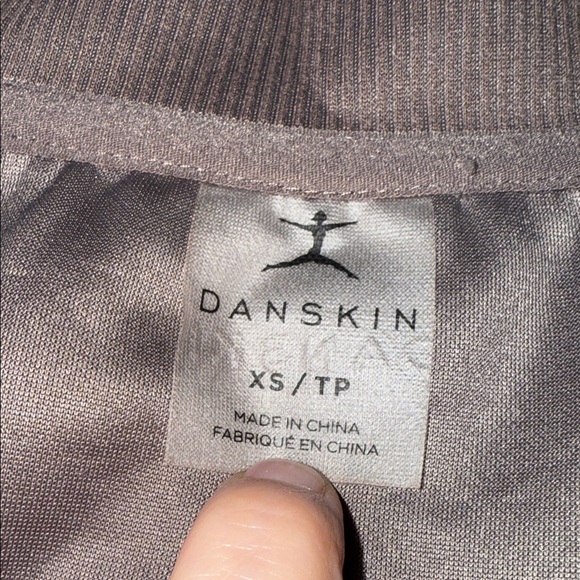 DANSKIN
XS / TP
MADE IN CHINA
FABRIQUÉ EN CHINA